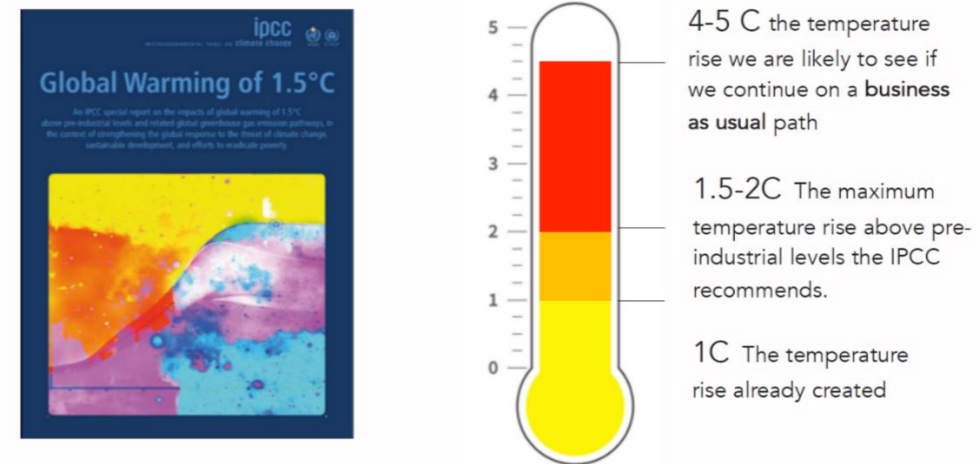 ipcc
INTERGOVERNMENTAL PANEL ON climate change
Global Warming of 1.5°C
An IPCC special report on the impacts of global warming of 1.5°C
above pre-industrial levels and related global greenhouse gas emission pathways, in
the context of strengthening the global response to the threat of climate change,
sustainable development, and efforts to eradicate poverty.
5
4
3
2
1
0
4-5 C the temperature
rise we are likely to see if
we continue on a business
as usual path
1.5-2C The maximum
temperature rise above pre-
industrial levels the IPCC
recommends.
1C The temperature
rise already created